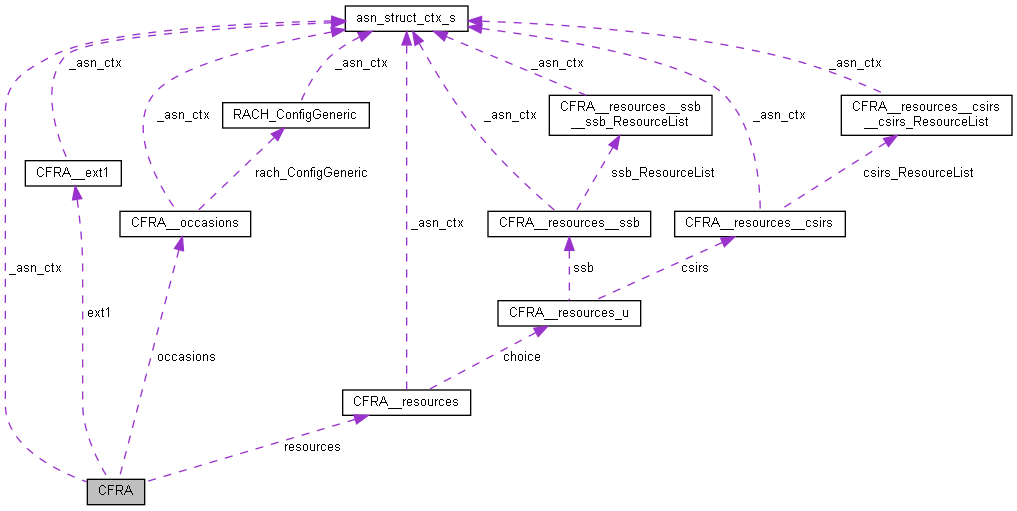 asn_struct_ctx_s
_asn_ctx
_asn_ctx
_asn_ctx
_asn_ctx
CFRA__resources__ssb
__ssb_ResourceList
CFRA__resources__csirs
__csirs_ResourceList
RACH_ConfigGeneric
_asn_ctx
_asn_ctx
_asn_ctx
CFRA__ext1
rach_ConfigGeneric
ssb_ResourceList
csirs_ResourceList
CFRA__occasions
_asn_ctx
CFRA__resources__ssb
CFRA__resources__csirs
_asn_ctx
ssb
csirs
ext1
CFRA__resources_u
occasions
choice
CFRA__resources
resources
CFRA